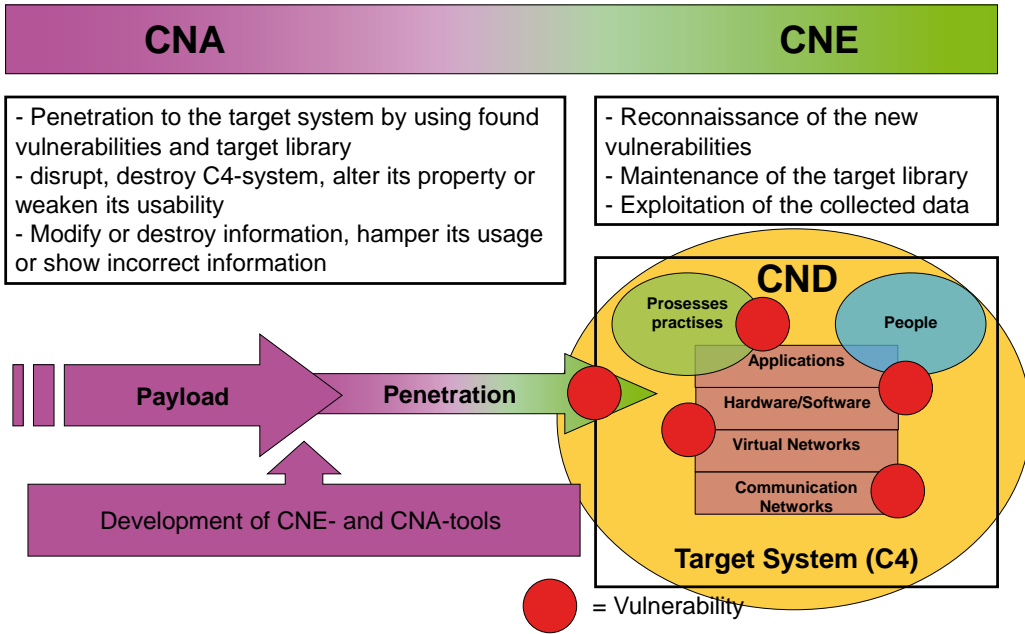 CNA
CNE
- Penetration to the target system by using found
vulnerabilities and target library
- disrupt, destroy C4-system, alter its property or
weaken its usability
- Modify or destroy information, hamper its usage
or show incorrect information
- Reconnaissance of the new
vulnerabilities
- Maintenance of the target library
- Exploitation of the collected data
CND
Prosesses
practises
People
Applications
Hardware/Software
Virtual Networks
Communication
Networks
Target System (C4)
Payload
Penetration
Development of CNE- and CNA-tools
= Vulnerability